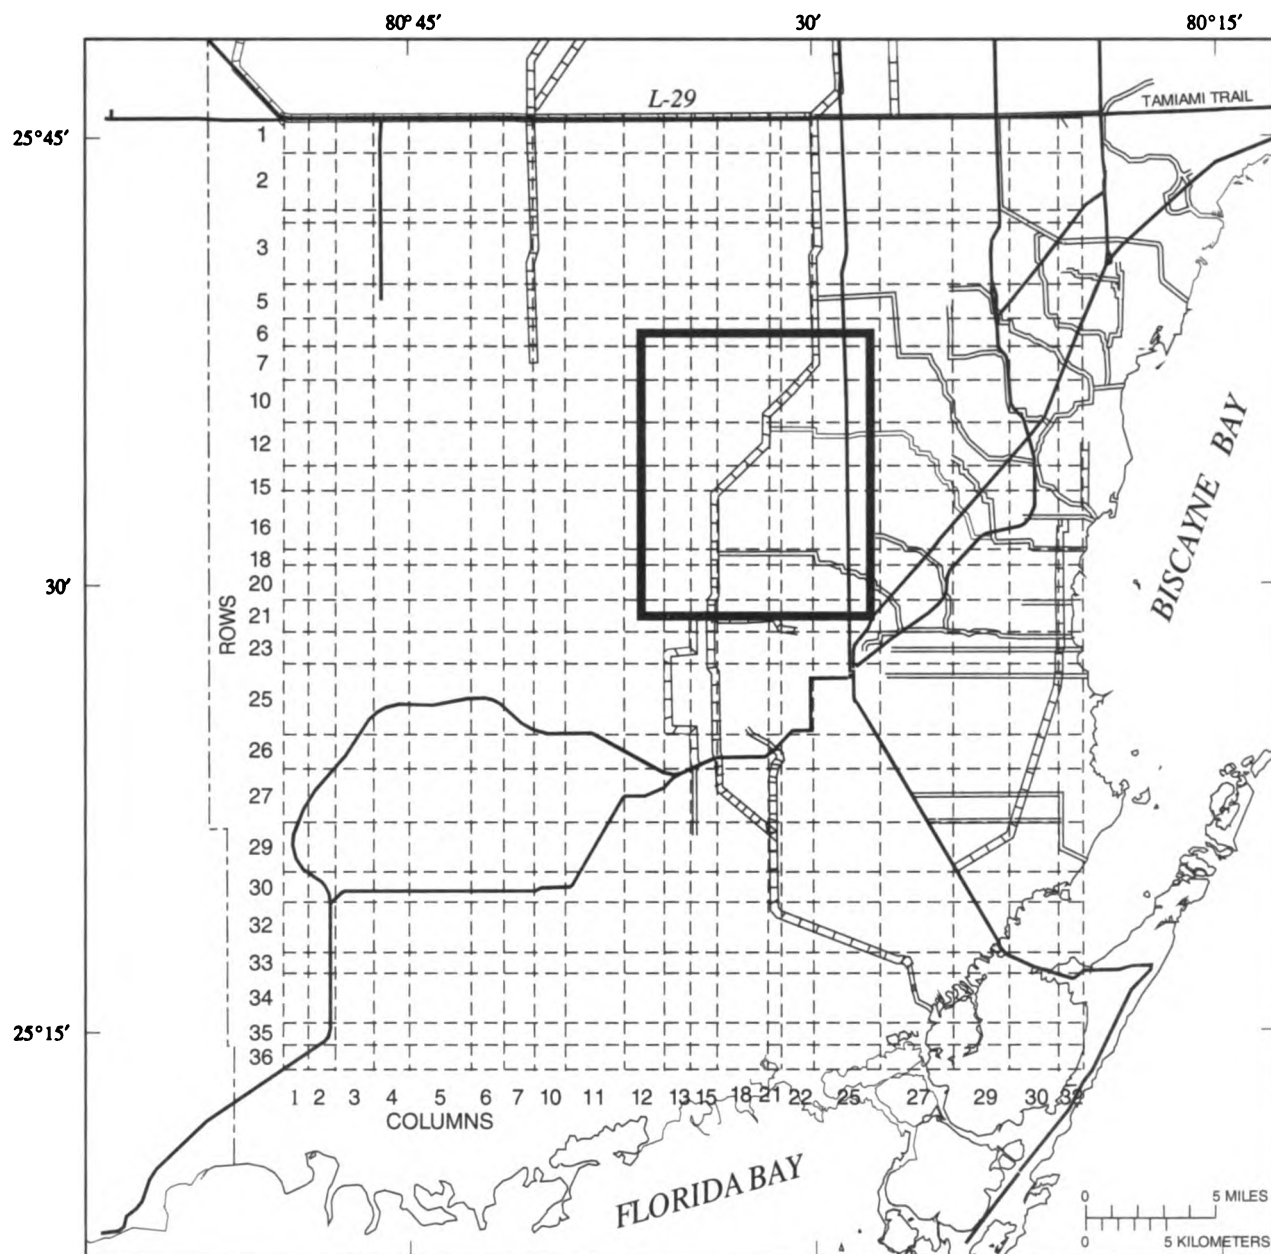 80° 45′ 30′ 80° 15′
L-29
TAMIAMI TRAIL
25° 45′
1
2
3
5
6
7
10
12
15
16
18
30′
20
21
ROWS
23
25
26
27
29
30
32
33
34
25° 15′
35
36
1 2 3 4 5 6 7 10 11 12 13 15 18 21 22 25 27 29 30 32
COLUMNS
BISCAYNE BAY
FLORIDA BAY
0 5 MILES
0 5 KILOMETERS